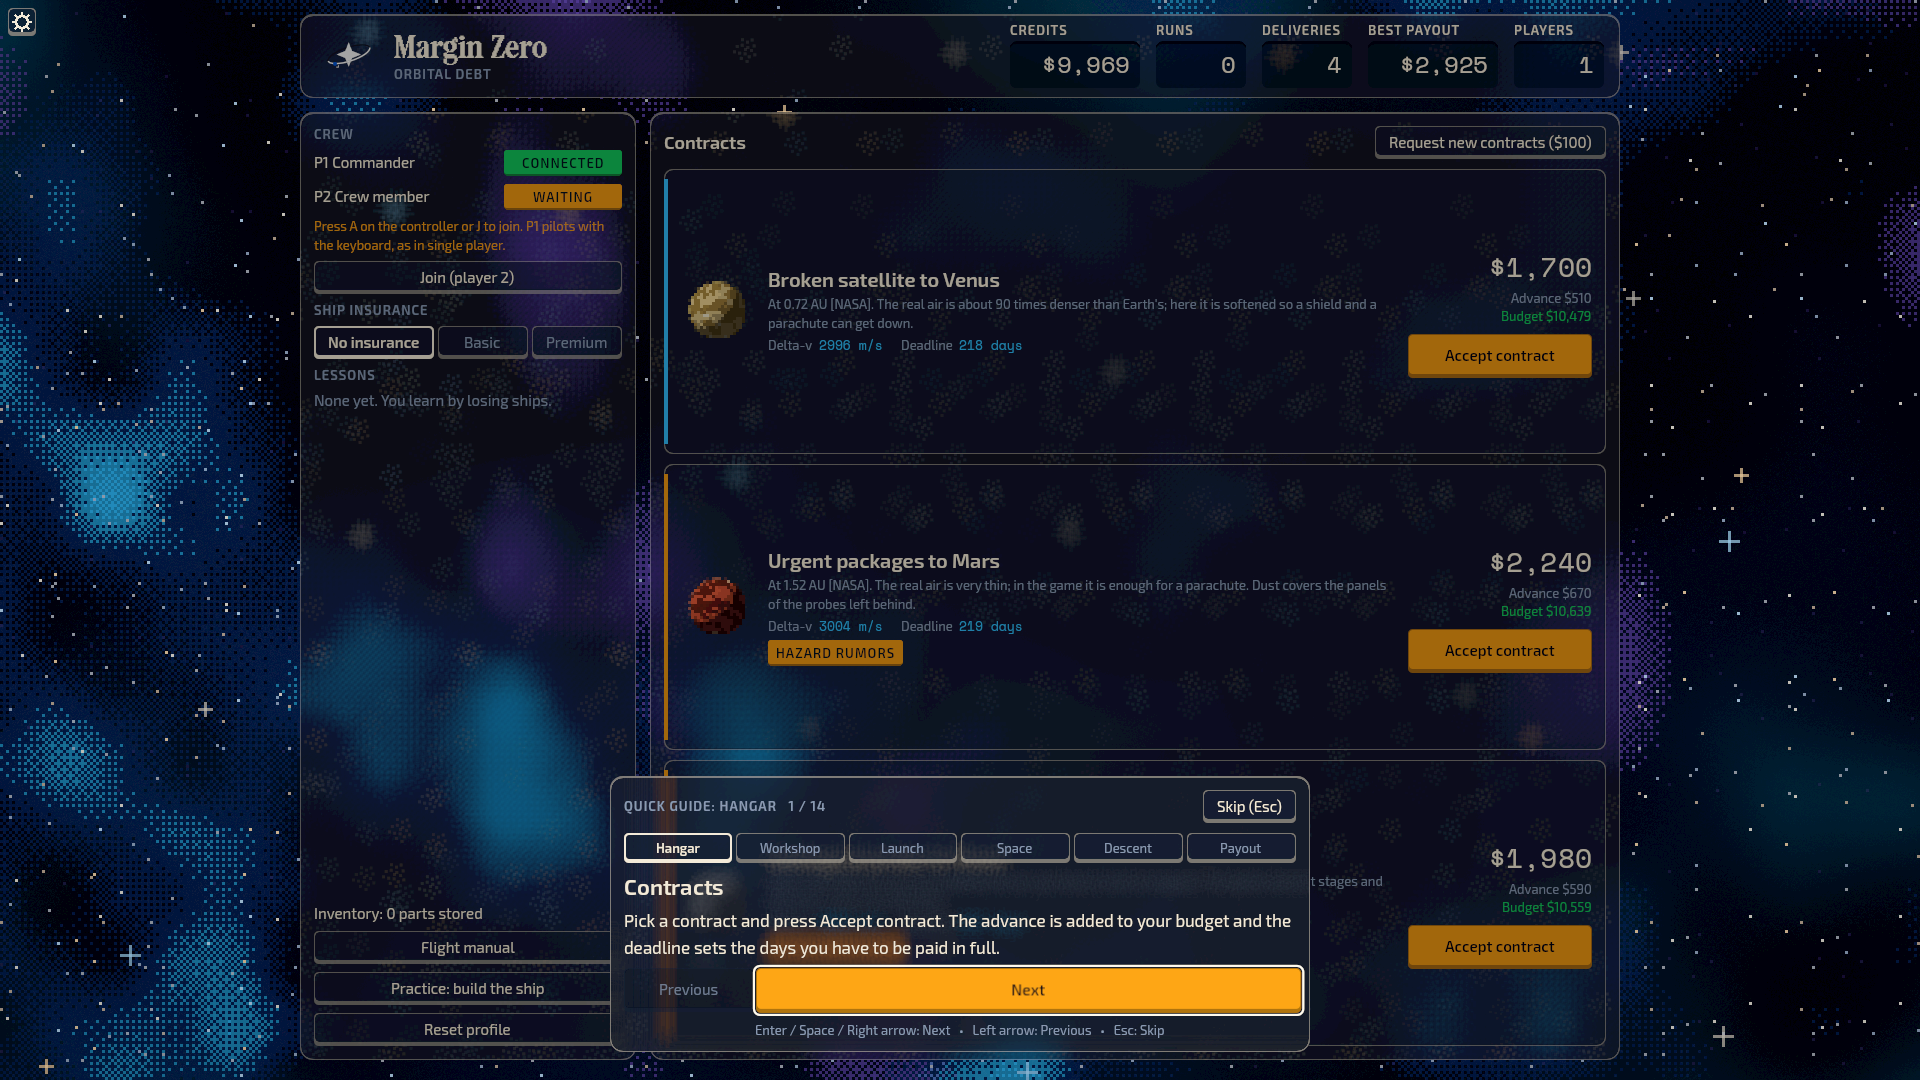 Margin Zero
ORBITAL DEBT
CREDITS
$9,969
RUNS
0
DELIVERIES
4
BEST PAYOUT
$2,925
PLAYERS
1
CREW
P1 Commander
CONNECTED
P2 Crew member
WAITING
Press A on the controller or J to join. P1 pilots with
the keyboard, as in single player.
Join (player 2)
SHIP INSURANCE
No insurance
Basic
Premium
LESSONS
None yet. You learn by losing ships.
Inventory: 0 parts stored
Flight manual
Practice: build the ship
Reset profile
Contracts
Request new contracts ($100)
Broken satellite to Venus
At 0.72 AU [NASA]. The real air is about 90 times denser than Earth's; here it is softened so a shield and a
parachute can get down.
Delta-v 2996 m/s Deadline 218 days
$1,700
Advance $510
Budget $10,479
Accept contract
Urgent packages to Mars
At 1.52 AU [NASA]. The real air is very thin; in the game it is enough for a parachute. Dust covers the panels
of the probes left behind.
Delta-v 3004 m/s Deadline 219 days
HAZARD RUMORS
$2,240
Advance $670
Budget $10,639
Accept contract
t stages and
$1,980
Advance $590
Budget $10,559
Accept contract
QUICK GUIDE: HANGAR 1 / 14
Skip (Esc)
Hangar
Workshop
Launch
Space
Descent
Payout
Contracts
Pick a contract and press Accept contract. The advance is added to your budget and the
deadline sets the days you have to be paid in full.
Previous
Next
Enter / Space / Right arrow: Next • Left arrow: Previous • Esc: Skip